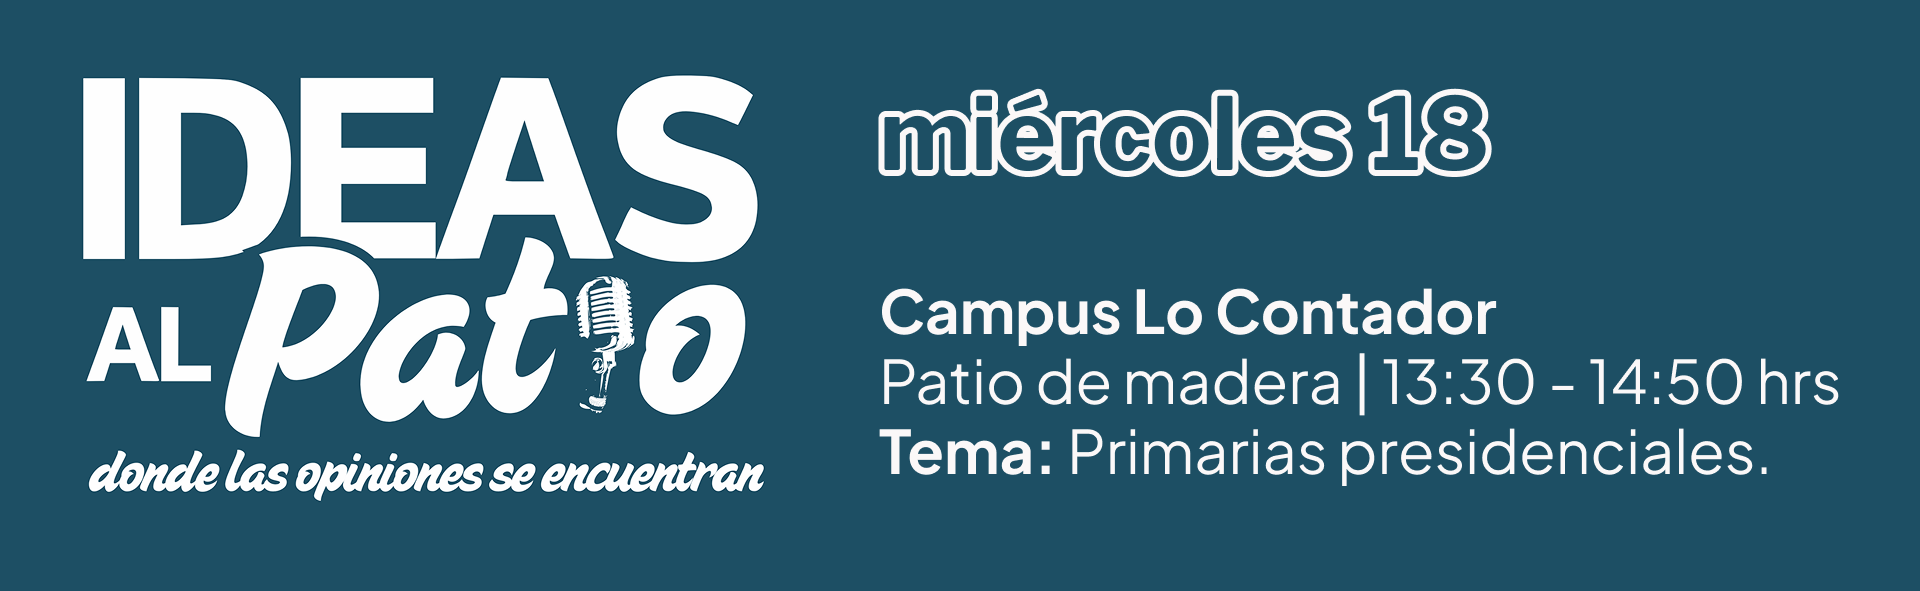 IDEAS
AL Patio
donde las opiniones se encuentran
miércoles 18
Campus Lo Contador
Patio de madera | 13:30 - 14:50 hrs
Tema: Primarias presidenciales.